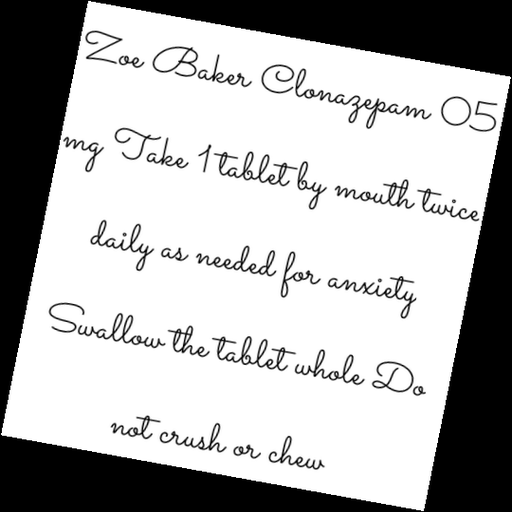 Zoe Baker Clonazepam 05
mg Take 1 tablet by mouth twice
daily as needed for anxiety
Swallow the tablet whole Do
not crush or chew